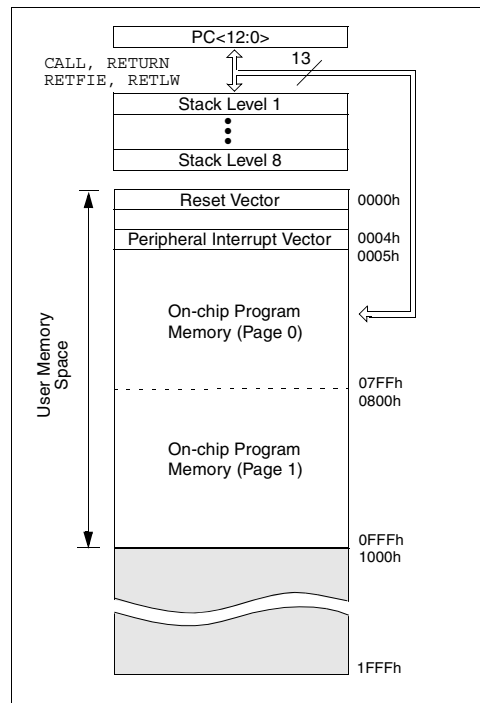 PC<12:0>
CALL, RETURN
RETFIE, RETLW
13
Stack Level 1
Stack Level 8
Reset Vector
0000h
Peripheral Interrupt Vector
0004h
0005h
On-chip Program
Memory (Page 0)
User Memory
Space
07FFh
0800h
On-chip Program
Memory (Page 1)
0FFFh
1000h
1FFFh